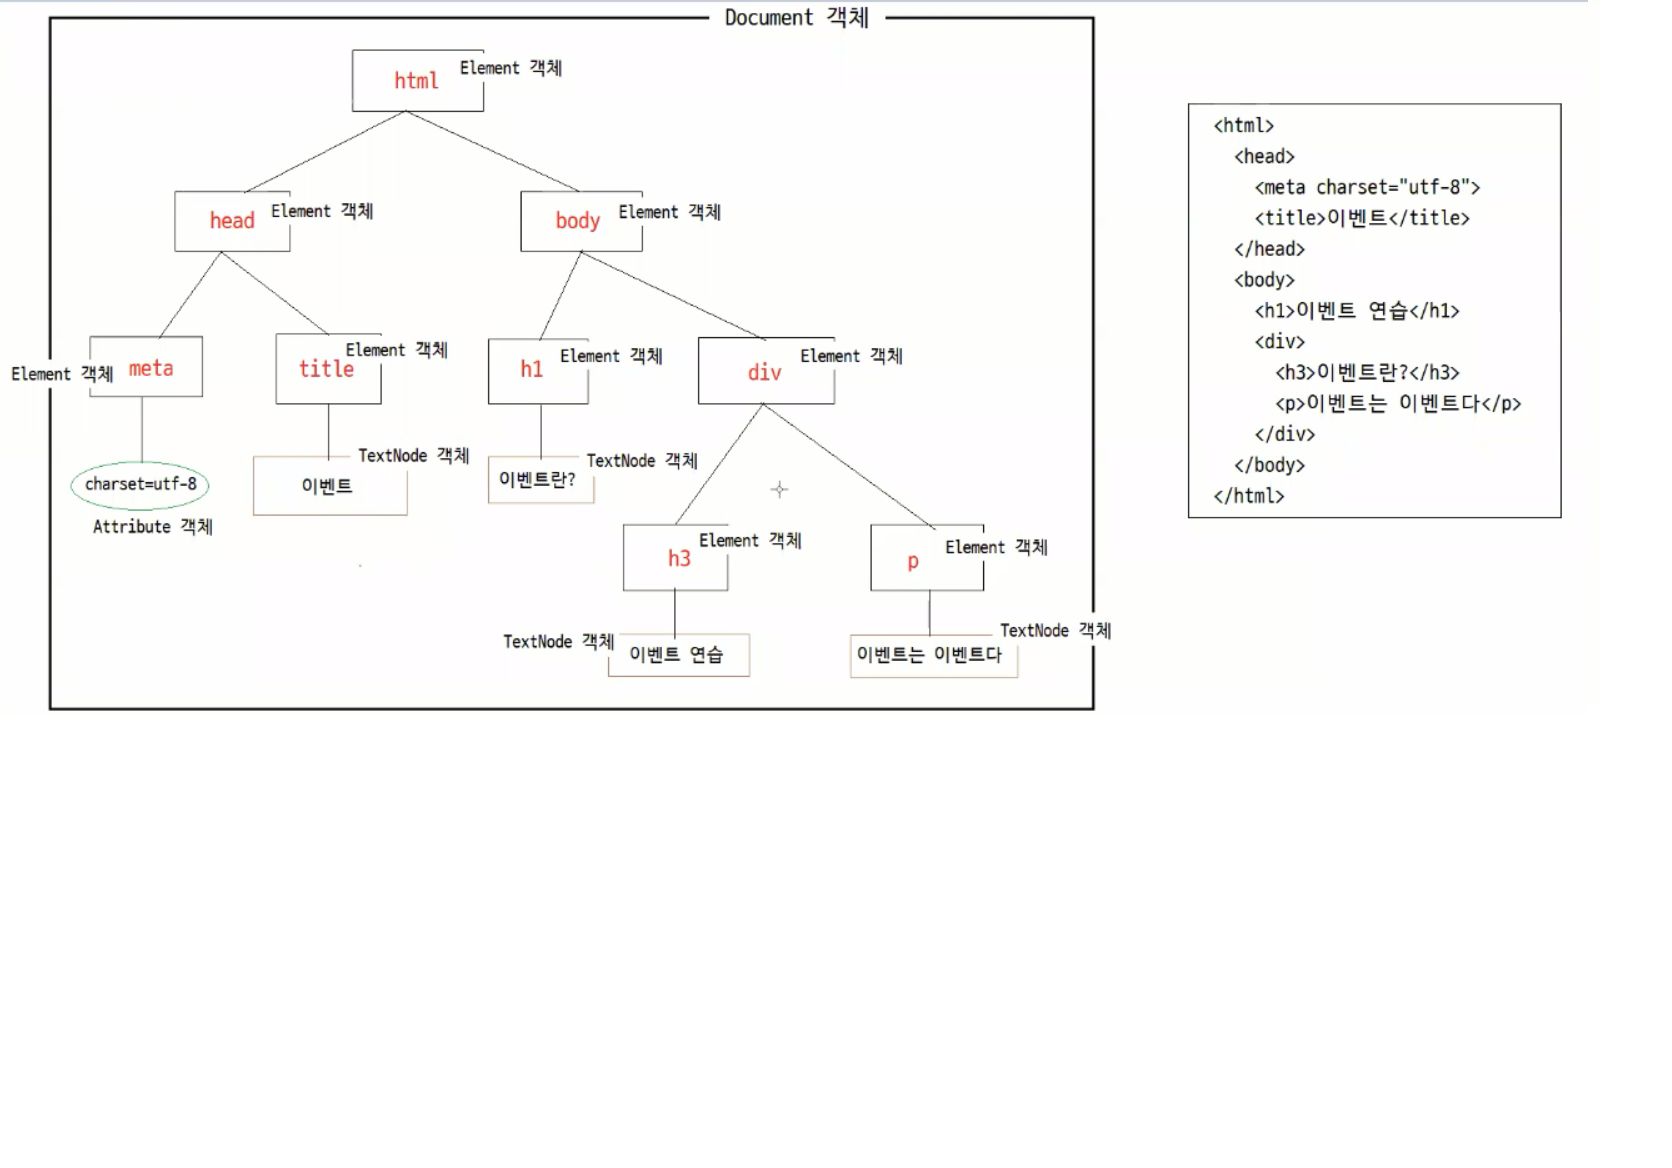 Document 객체
html
Element 객체
head
Element 객체
body
Element 객체
Element 객체
meta
title
Element 객체
h1
Element 객체
div
Element 객체
charset=utf-8
Attribute 객체
TextNode 객체
이벤트
TextNode 객체
이벤트란?
h3
Element 객체
p
Element 객체
TextNode 객체
이벤트 연습
TextNode 객체
이벤트는 이벤트다
<html>
<head>
<meta charset="utf-8">
<title>이벤트</title>
</head>
<body>
<h1>이벤트 연습</h1>
<div>
<h3>이벤트란?</h3>
<p>이벤트는 이벤트다</p>
</div>
</body>
</html>